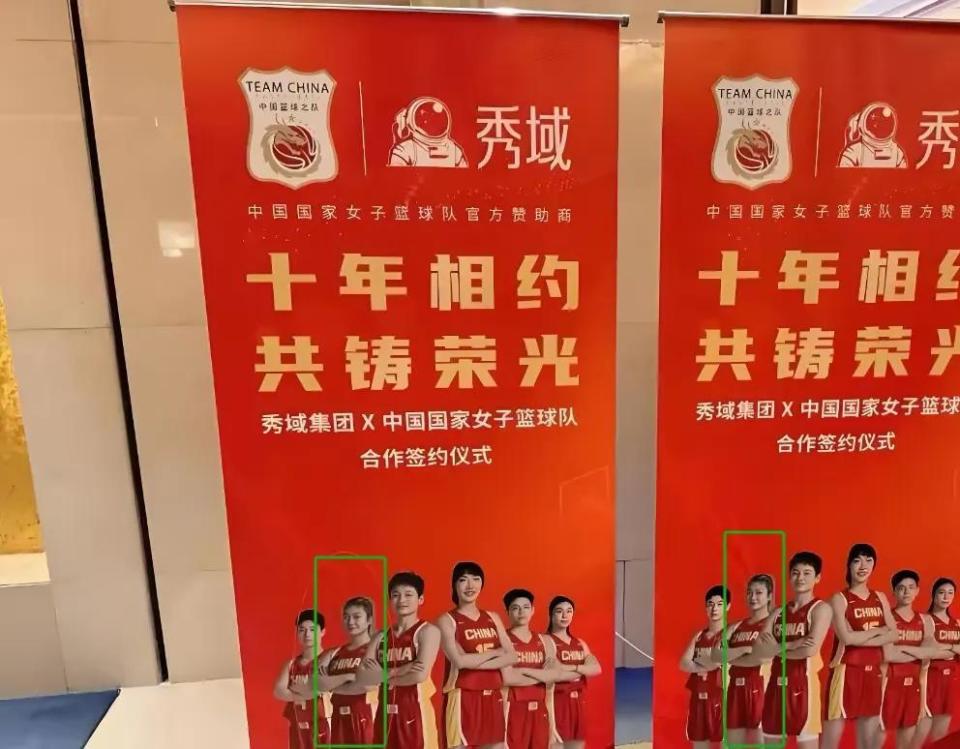 TEAM CHINA
中国篮球之队
秀域
中国国家女子篮球队官方赞助商
十年相约
共铸荣光
秀域集团 X 中国国家女子篮球队
合作签约仪式
CHINA
CHINA
CHINA
15
CHINA
CHINA
TEAM CHINA
中国篮球之队
秀
中国国家女子篮球队官方赞
十年相
共铸荣
秀域集团 X 中国国家女子篮球
合作签约仪式
CHINA
CHINA
15
CHINA
CHINA